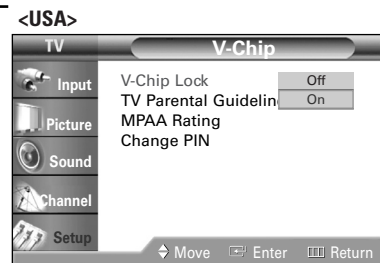 <USA>
TV V-Chip
Input
Picture
Sound
Channel
Setup
V-Chip Lock Off
TV Parental Guidelin On
MPAA Rating
Change PIN
Move Enter Return